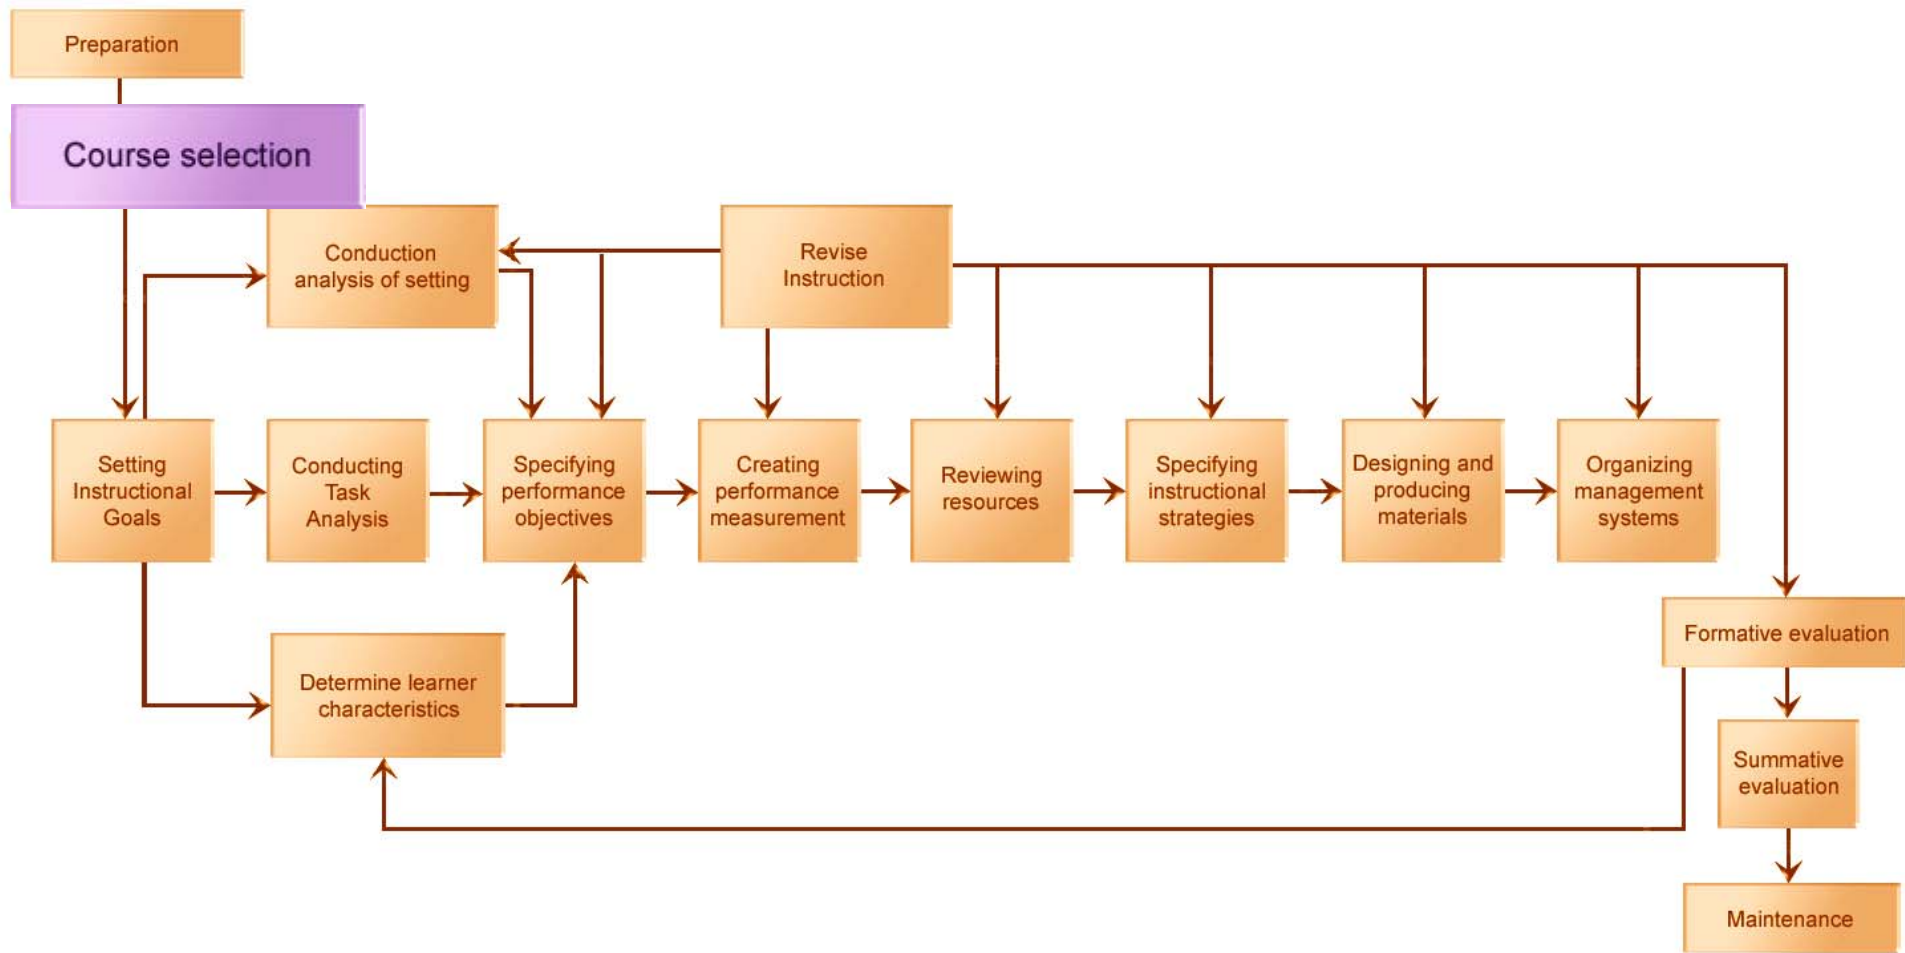 Preparation
Course selection
Conduction
analysis of setting
Revise
Instruction
Setting
Instructional
Goals
Conducting
Task
Analysis
Specifying
performance
objectives
Creating
performance
measurement
Reviewing
resources
Specifying
instructional
strategies
Designing and
producing
materials
Organizing
management
systems
Determine learner
characteristics
Formative evaluation
Summative
evaluation
Maintenance